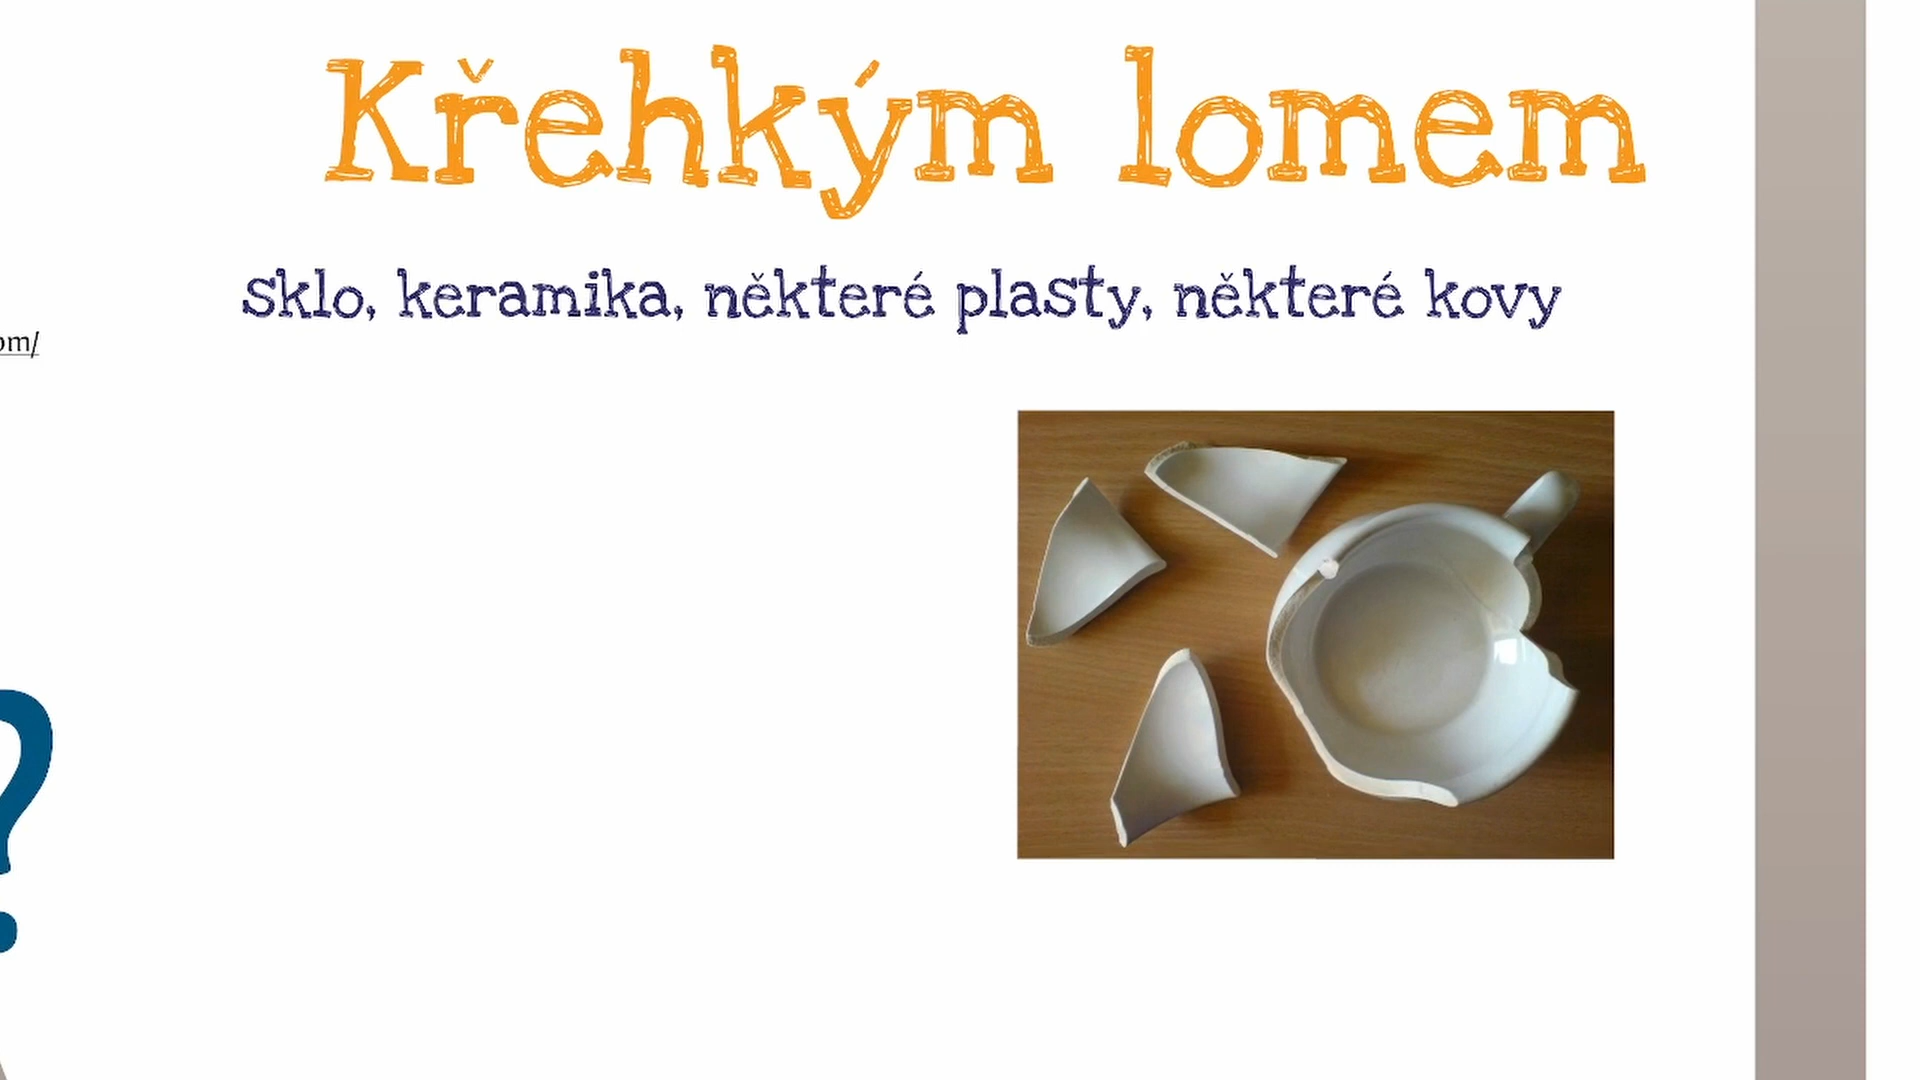 Křehkým lomem
sklo, keramika, některé plasty, některé kovy
om/
?